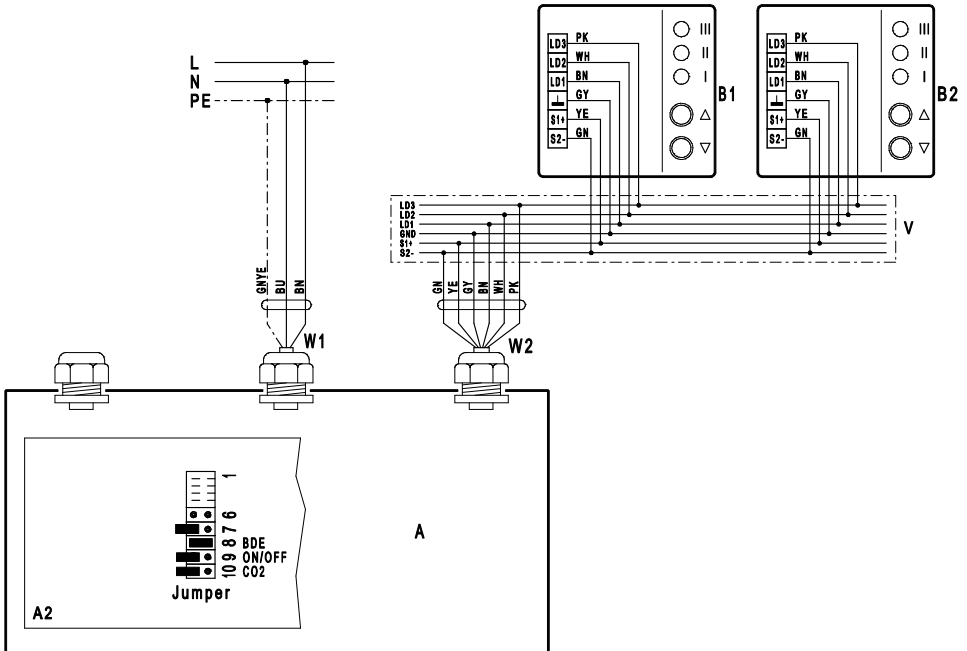 L
N
PE
GNYE
BU
BN
W1
LD3 PK
LD2 WH
LD1 BN
GY
S1+ YE
S2- GN
III
II
I
B1
LD3 PK
LD2 WH
LD1 BN
GY
S1+ YE
S2- GN
III
II
I
B2
LD3
LD2
LD1
GND
S1+
S2-
V
GN
YE
GY
BN
WH
PK
W2
1
6
7
8 BDE
9 ON/OFF
10 CO2
Jumper
A2
A